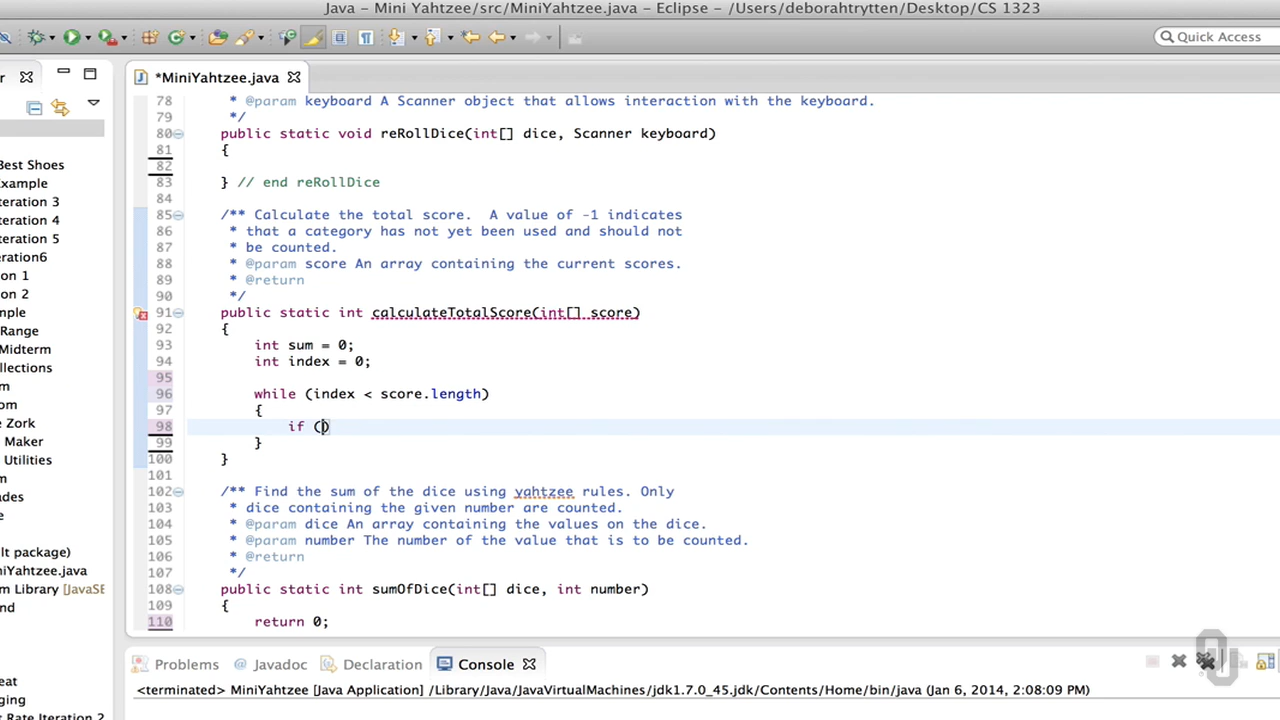 Java - Mini Yahtzee/src/MiniYahtzee.java - Eclipse - /Users/deborahtrytten/Desktop/CS 1323
Quick Access
r
*MiniYahtzee.java
Best Shoes
Example
teration 3
teration 4
teration 5
eration6
on 1
on 2
mple
Range
Midterm
llections
m
om
e Zork
Maker
Utilities
m
ades
e
lt package)
niYahtzee.java
m Library [JavaSE
nd
eat
ging
t Rate Iteration 2
78 * @param keyboard A Scanner object that allows interaction with the keyboard.
79 */
80 public static void reRollDice(int[] dice, Scanner keyboard)
81 {
82
83 } // end reRollDice
84
85 /** Calculate the total score. A value of -1 indicates
86 * that a category has not yet been used and should not
87 * be counted.
88 * @param score An array containing the current scores.
89 * @return
90 */
91 public static int calculateTotalScore(int[] score)
92 {
93 int sum = 0;
94 int index = 0;
95
96 while (index < score.length)
97 {
98 if ()
99 }
100 }
101
102 /** Find the sum of the dice using yahtzee rules. Only
103 * dice containing the given number are counted.
104 * @param dice An array containing the values on the dice.
105 * @param number The number of the value that is to be counted.
106 * @return
107 */
108 public static int sumOfDice(int[] dice, int number)
109 {
110 return 0;
Problems @ Javadoc Declaration Console
<terminated> MiniYahtzee [Java Application] /Library/Java/JavaVirtualMachines/jdk1.7.0_45.jdk/Contents/Home/bin/java (Jan 6, 2014, 2:08:09 PM)